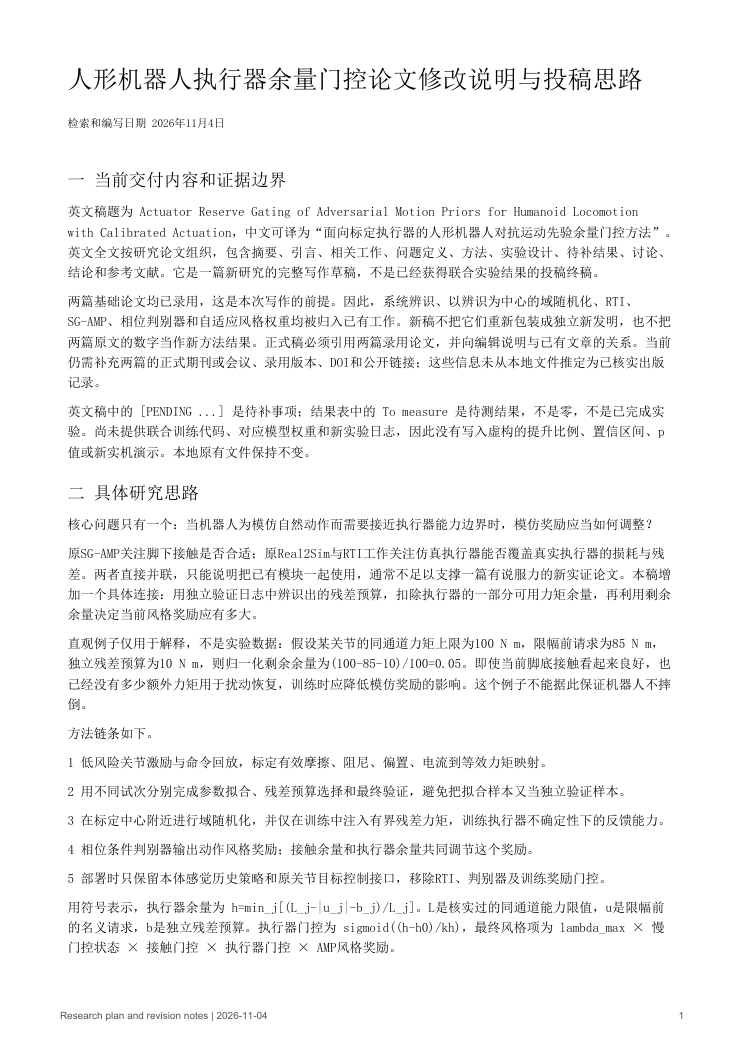 人形机器人执行器余量门控论文修改说明与投稿思路
检索和编写日期 2026年11月4日
一 当前交付内容和证据边界
英文稿题为 Actuator Reserve Gating of Adversarial Motion Priors for Humanoid Locomotion
with Calibrated Actuation，中文可译为“面向标定执行器的人形机器人对抗运动先验余量门控方法”。
英文全文按研究论文组织，包含摘要、引言、相关工作、问题定义、方法、实验设计、待补结果、讨论、
结论和参考文献。它是一篇新研究的完整写作草稿，不是已经获得联合实验结果的投稿终稿。
两篇基础论文均已录用，这是本次写作的前提。因此，系统辨识、以辨识为中心的域随机化、RTI、
SG-AMP、相位判别器和自适应风格权重均被归入已有工作。新稿不把它们重新包装成独立新发明，也不把
两篇原文的数字当作新方法结果。正式稿必须引用两篇录用论文，并向编辑说明与已有文章的关系。当前
仍需补充两篇的正式期刊或会议、录用版本、DOI和公开链接；这些信息未从本地文件推定为已核实出版
记录。
英文稿中的 [PENDING ...] 是待补事项；结果表中的 To measure 是待测结果，不是零，不是已完成实
验。尚未提供联合训练代码、对应模型权重和新实验日志，因此没有写入虚构的提升比例、置信区间、p
值或新实机演示。本地原有文件保持不变。
二 具体研究思路
核心问题只有一个：当机器人为模仿自然动作而需要接近执行器能力边界时，模仿奖励应当如何调整？
原SG-AMP关注脚下接触是否合适；原Real2Sim与RTI工作关注仿真执行器能否覆盖真实执行器的损耗与残
差。两者直接并联，只能说明把已有模块一起使用，通常不足以支撑一篇有说服力的新实证论文。本稿增
加一个具体连接：用独立验证日志中辨识出的残差预算，扣除执行器的一部分可用力矩余量，再利用剩余
余量决定当前风格奖励应有多大。
直观例子仅用于解释，不是实验数据：假设某关节的同通道力矩上限为100 N m，限幅前请求为85 N m，
独立残差预算为10 N m，则归一化剩余余量为(100-85-10)/100=0.05。即使当前脚底接触看起来良好，也
已经没有多少额外力矩用于扰动恢复，训练时应降低模仿奖励的影响。这个例子不能据此保证机器人不摔
倒。
方法链条如下。
1 低风险关节激励与命令回放，标定有效摩擦、阻尼、偏置、电流到等效力矩映射。
2 用不同试次分别完成参数拟合、残差预算选择和最终验证，避免把拟合样本又当独立验证样本。
3 在标定中心附近进行域随机化，并仅在训练中注入有界残差力矩，训练执行器不确定性下的反馈能力。
4 相位条件判别器输出动作风格奖励；接触余量和执行器余量共同调节这个奖励。
5 部署时只保留本体感觉历史策略和原关节目标控制接口，移除RTI、判别器及训练奖励门控。
用符号表示，执行器余量为 h=min_j[(L_j-|u_j|-b_j)/L_j]。L是核实过的同通道能力限值，u是限幅前
的名义请求，b是独立残差预算。执行器门控为 sigmoid((h-h0)/kh)，最终风格项为 lambda_max × 慢
门控状态 × 接触门控 × 执行器门控 × AMP风格奖励。
Research plan and revision notes | 2026-11-04
1